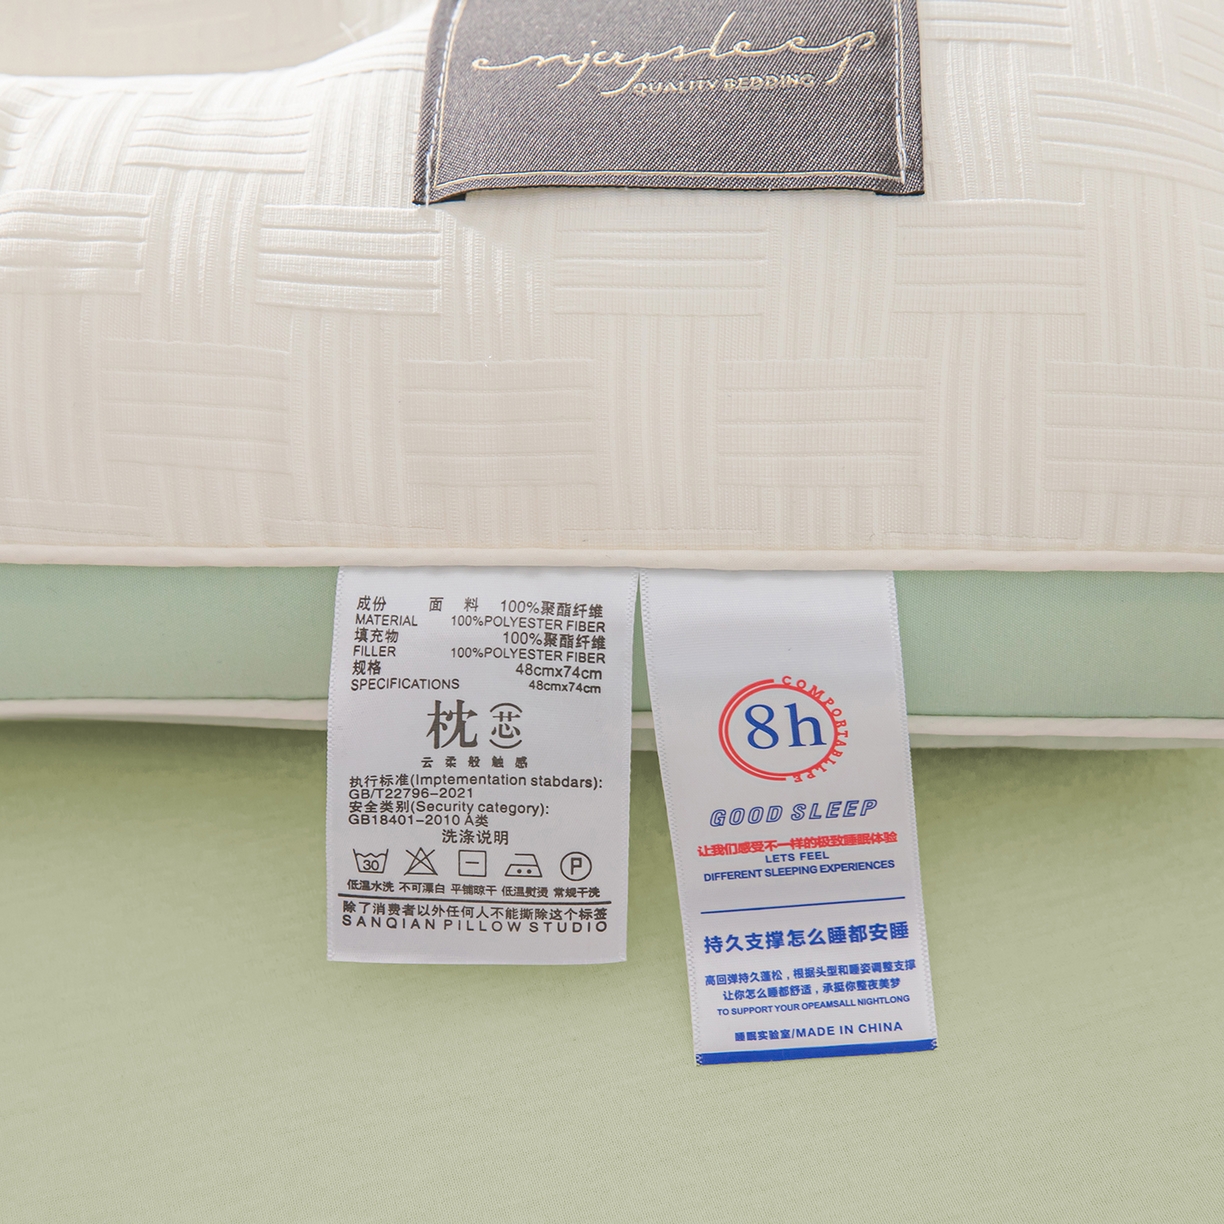 enjoysleep
QUALITY BEDDING
成份 面 料 100%聚酯纤维
MATERIAL 100%POLYESTER FIBER
填充物 100%聚酯纤维
FILLER 100%POLYESTER FIBER
规格 48cmx74cm
SPECIFICATIONS 48cmx74cm
枕(芯)
云柔般触感
执行标准(Imptementation stabdars):
GB/T22796-2021
安全类别(Security category):
GB18401-2010 A类
洗涤说明
30 P
低温水洗 不可漂白 平铺晾干 低温熨烫 常规干洗
除了消费者以外任何人不能撕除这个标签
SANQIAN PILLOW STUDIO
COMPORTABLLPE
8h
GOOD SLEEP
让我们感受不一样的极致睡眠体验
LETS FEEL
DIFFERENT SLEEPING EXPERIENCES
持久支撑怎么睡都安睡
高回弹持久蓬松，根据头型和睡姿调整支撑
让你怎么睡都舒适，承挺你整夜美梦
TO SUPPORT YOUR OPEAMSALL NIGHTLONG
睡眠实验室/MADE IN CHINA